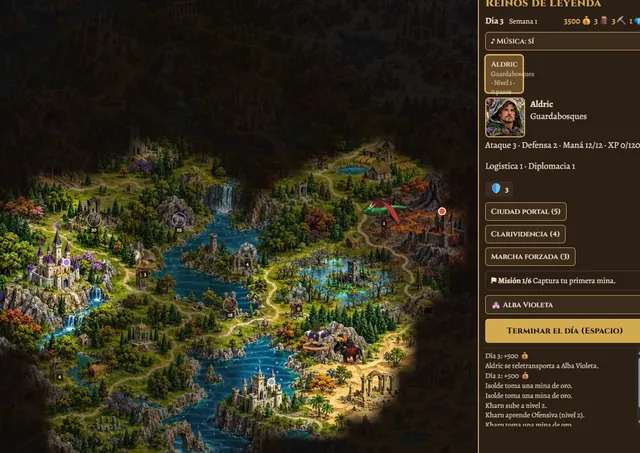 Reinos de Leyenda
Día 3 Semana 1 3500 3 3 1
♪ Música: sí
Aldric
Guardabosques
· Nivel 1 ·
0 pasos
Aldric
Guardabosques
Ataque 3 · Defensa 2 · Maná 12/12 · XP 0/120
Logística 1 · Diplomacia 1
3
Ciudad portal (5)
Clarividencia (4)
Marcha forzada (3)
Misión 1/6 Captura tu primera mina.
Alba Violeta
Terminar el día (Espacio)
Día 3: +500
Aldric se teletransporta a Alba Violeta.
Día 2: +500
Isolde toma una mina de oro.
Isolde toma una mina de oro.
Kharn sube a nivel 2.
Kharn aprende Ofensiva (nivel 2).
Kharn toma una mina de oro.